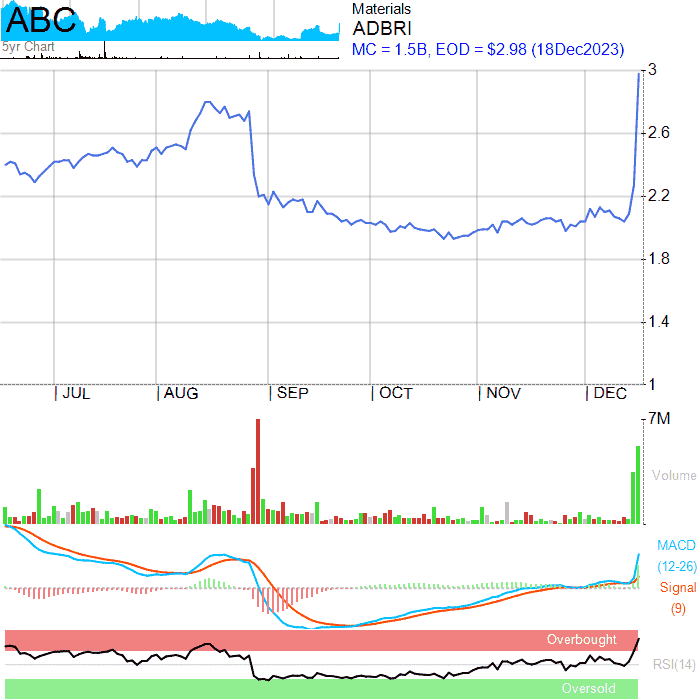 ABC
5yr Chart
Materials
ADBRI
MC = 1.5B, EOD = $2.98 (18Dec2023)
3
2.6
2.2
1.8
1.4
1
JUL AUG SEP OCT NOV DEC
7M
Volume
MACD
(12-26)
Signal
(9)
Overbought
RSI(14)
Oversold